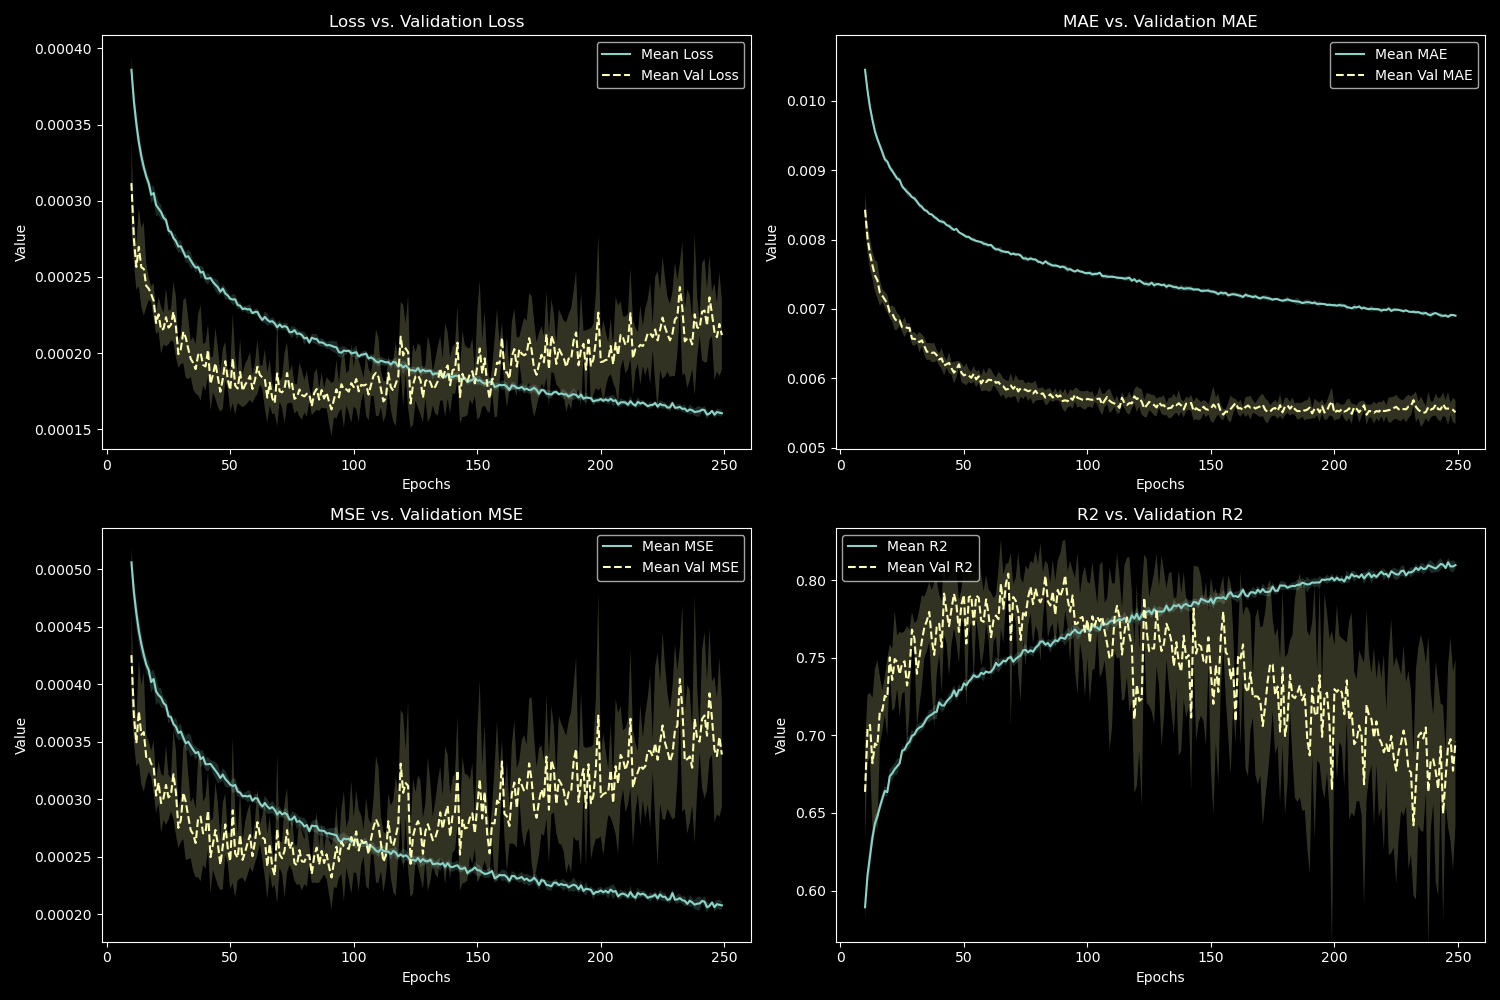 Loss vs. Validation Loss
Mean Loss
Mean Val Loss
0.00040
0.00035
0.00030
0.00025
0.00020
0.00015
Value
0 50 100 150 200 250
Epochs
MAE vs. Validation MAE
Mean MAE
Mean Val MAE
0.010
0.009
0.008
0.007
0.006
0.005
Value
0 50 100 150 200 250
Epochs
MSE vs. Validation MSE
Mean MSE
Mean Val MSE
0.00050
0.00045
0.00040
0.00035
0.00030
0.00025
0.00020
Value
0 50 100 150 200 250
Epochs
R2 vs. Validation R2
Mean R2
Mean Val R2
0.80
0.75
0.70
0.65
0.60
Value
0 50 100 150 200 250
Epochs